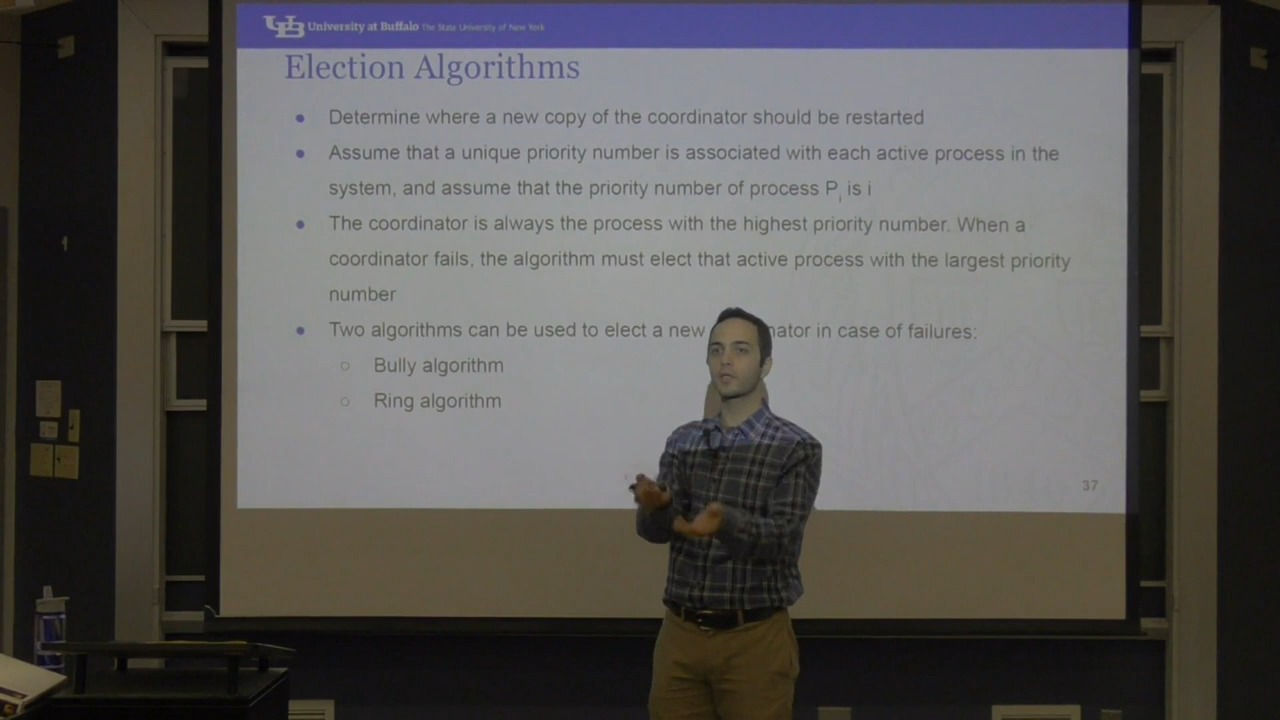 UB University at Buffalo The State University of New York
Election Algorithms
Determine where a new copy of the coordinator should be restarted
Assume that a unique priority number is associated with each active process in the
system, and assume that the priority number of process Pi is i
The coordinator is always the process with the highest priority number. When a
coordinator fails, the algorithm must elect that active process with the largest priority
number
Two algorithms can be used to elect a new nator in case of failures:
Bully algorithm
Ring algorithm
37